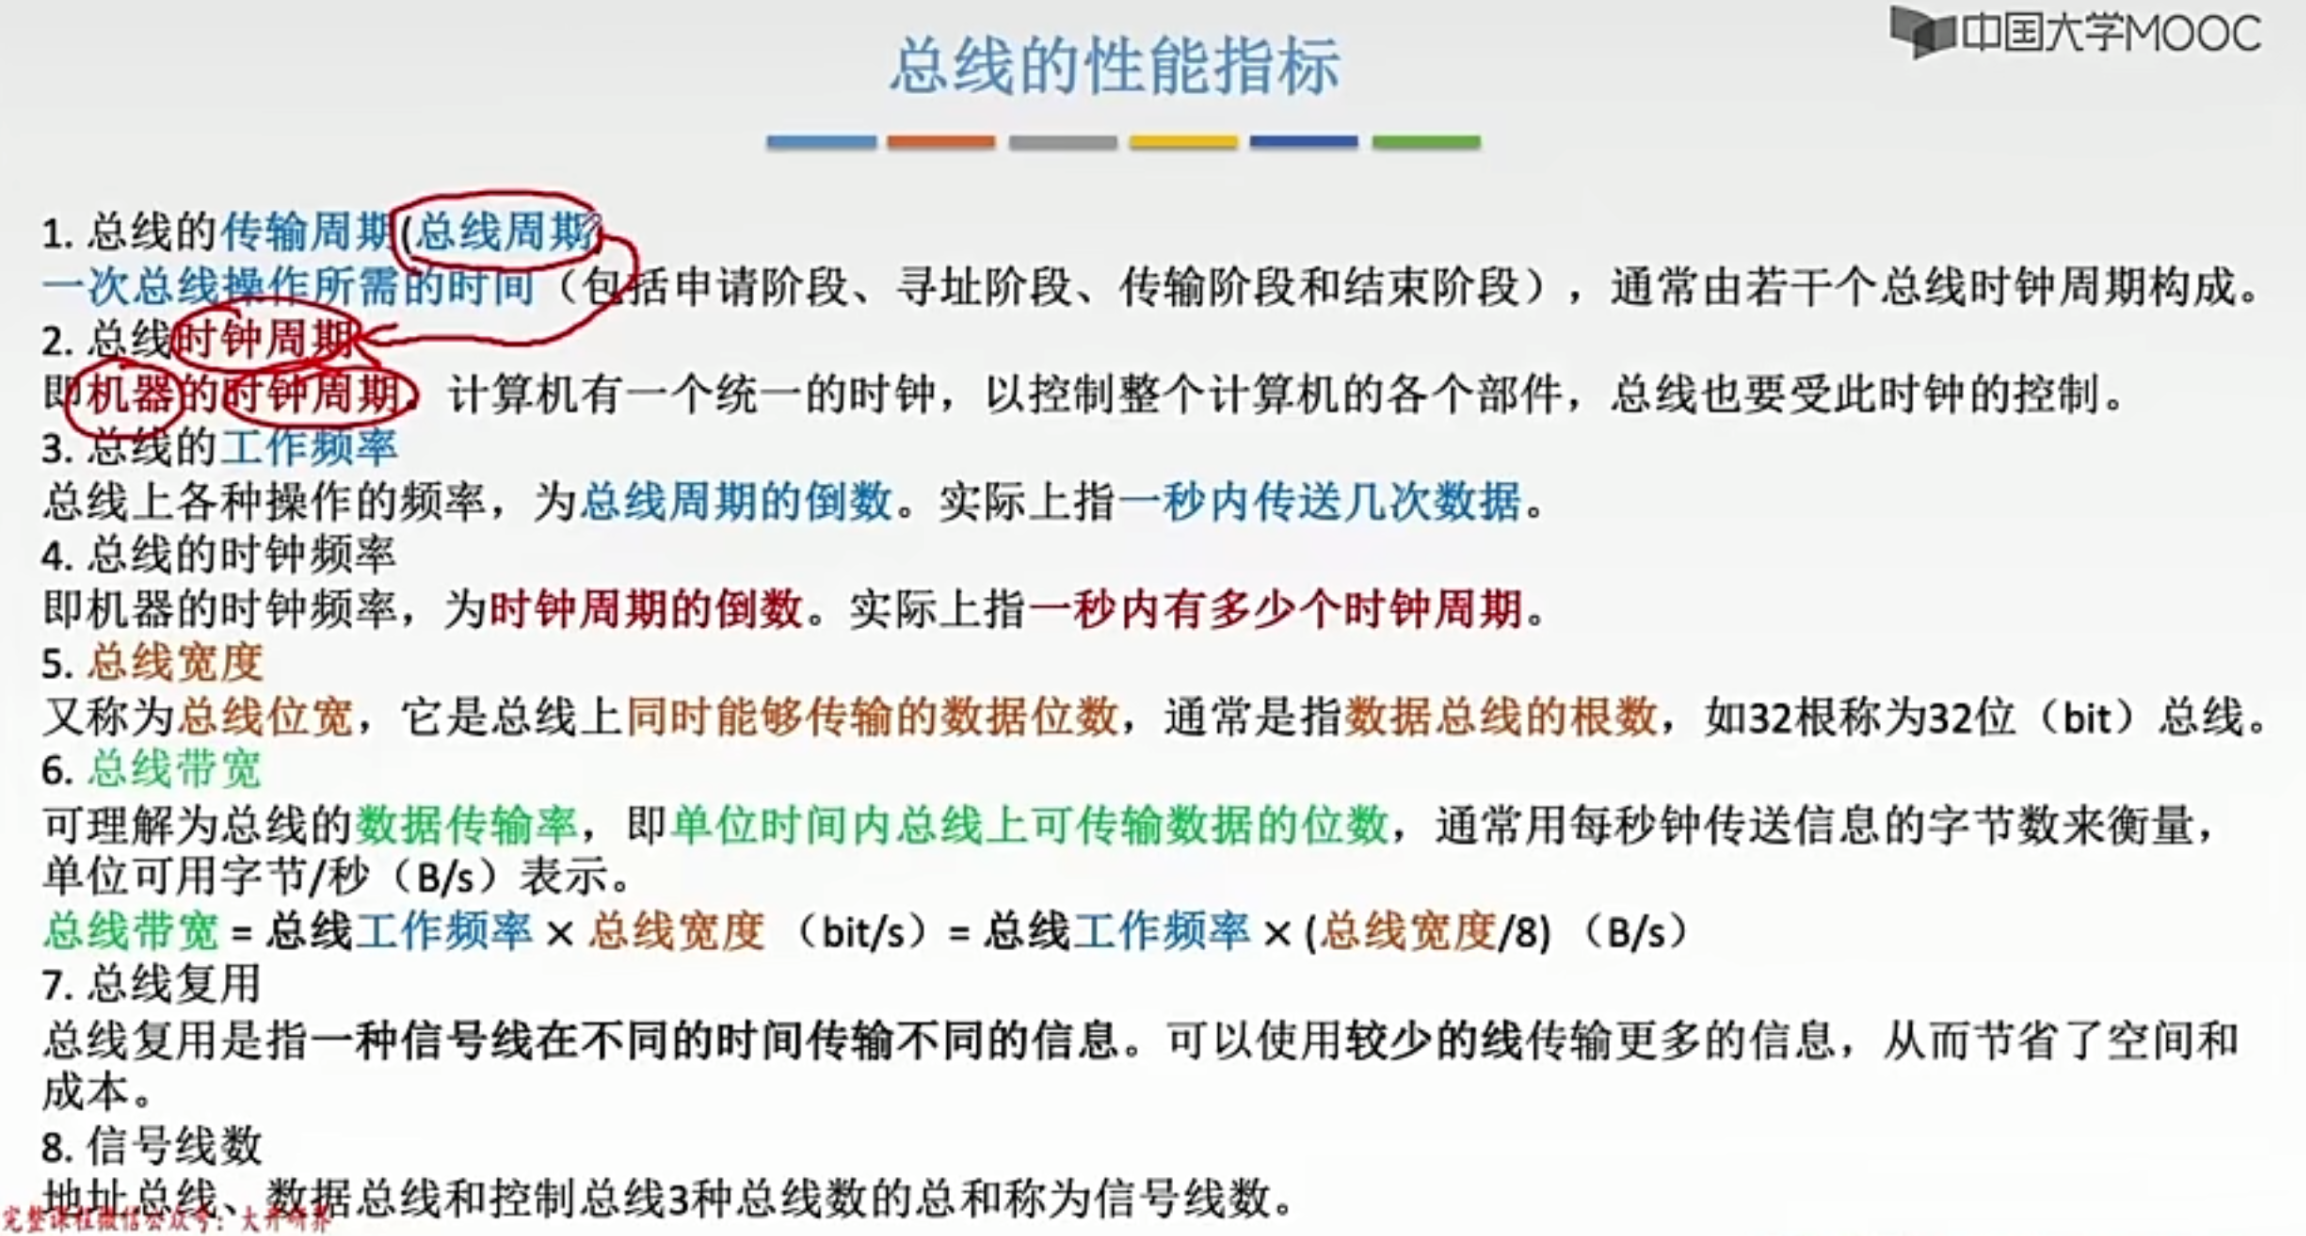 中国大学MOOC
总线的性能指标
1. 总线的传输周期(总线周期)
一次总线操作所需的时间（包括申请阶段、寻址阶段、传输阶段和结束阶段），通常由若干个总线时钟周期构成。
2. 总线时钟周期
即机器的时钟周期。计算机有一个统一的时钟，以控制整个计算机的各个部件，总线也要受此时钟的控制。
3. 总线的工作频率
总线上各种操作的频率，为总线周期的倒数。实际上指一秒内传送几次数据。
4. 总线的时钟频率
即机器的时钟频率，为时钟周期的倒数。实际上指一秒内有多少个时钟周期。
5. 总线宽度
又称为总线位宽，它是总线上同时能够传输的数据位数，通常是指数据总线的根数，如32根称为32位（bit）总线。
6. 总线带宽
可理解为总线的数据传输率，即单位时间内总线上可传输数据的位数，通常用每秒钟传送信息的字节数来衡量，
单位可用字节/秒（B/s）表示。
总线带宽 = 总线工作频率 × 总线宽度 （bit/s）= 总线工作频率 × (总线宽度/8) （B/s）
7. 总线复用
总线复用是指一种信号线在不同的时间传输不同的信息。可以使用较少的线传输更多的信息，从而节省了空间和
成本。
8. 信号线数
地址总线、数据总线和控制总线3种总线数的总和称为信号线数。
完整课程微信公众号：大开